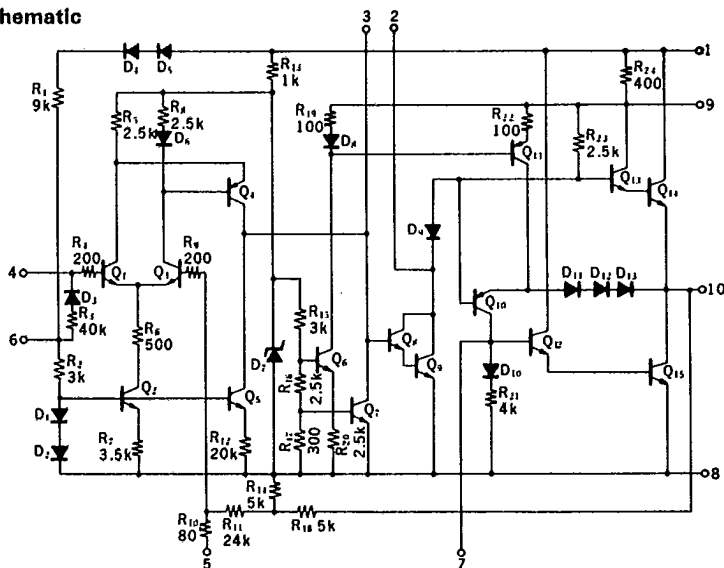 hematic
3 2
1
D4 D5
R1
9k
R13
1k
R24
400
R5
2.5k
R8
2.5k
D6
R19
100
D8
R22
100
9
Q11
R23
2.5k
Q13
Q14
Q4
D9
4
R4
200
Q1
R9
200
D3
R3
40k
Q10
D11 D12 D13
10
6
R6
500
R15
3k
D7
Q6
Q8
Q9
Q12
R2
3k
R16
2.5k
D10
Q15
D1
Q2
Q5
Q7
R21
4k
D2
R7
3.5k
R12
20k
R17
300
R20
2.5k
8
R14
5k
R10
80
R11
24k
R18 5k
5
7